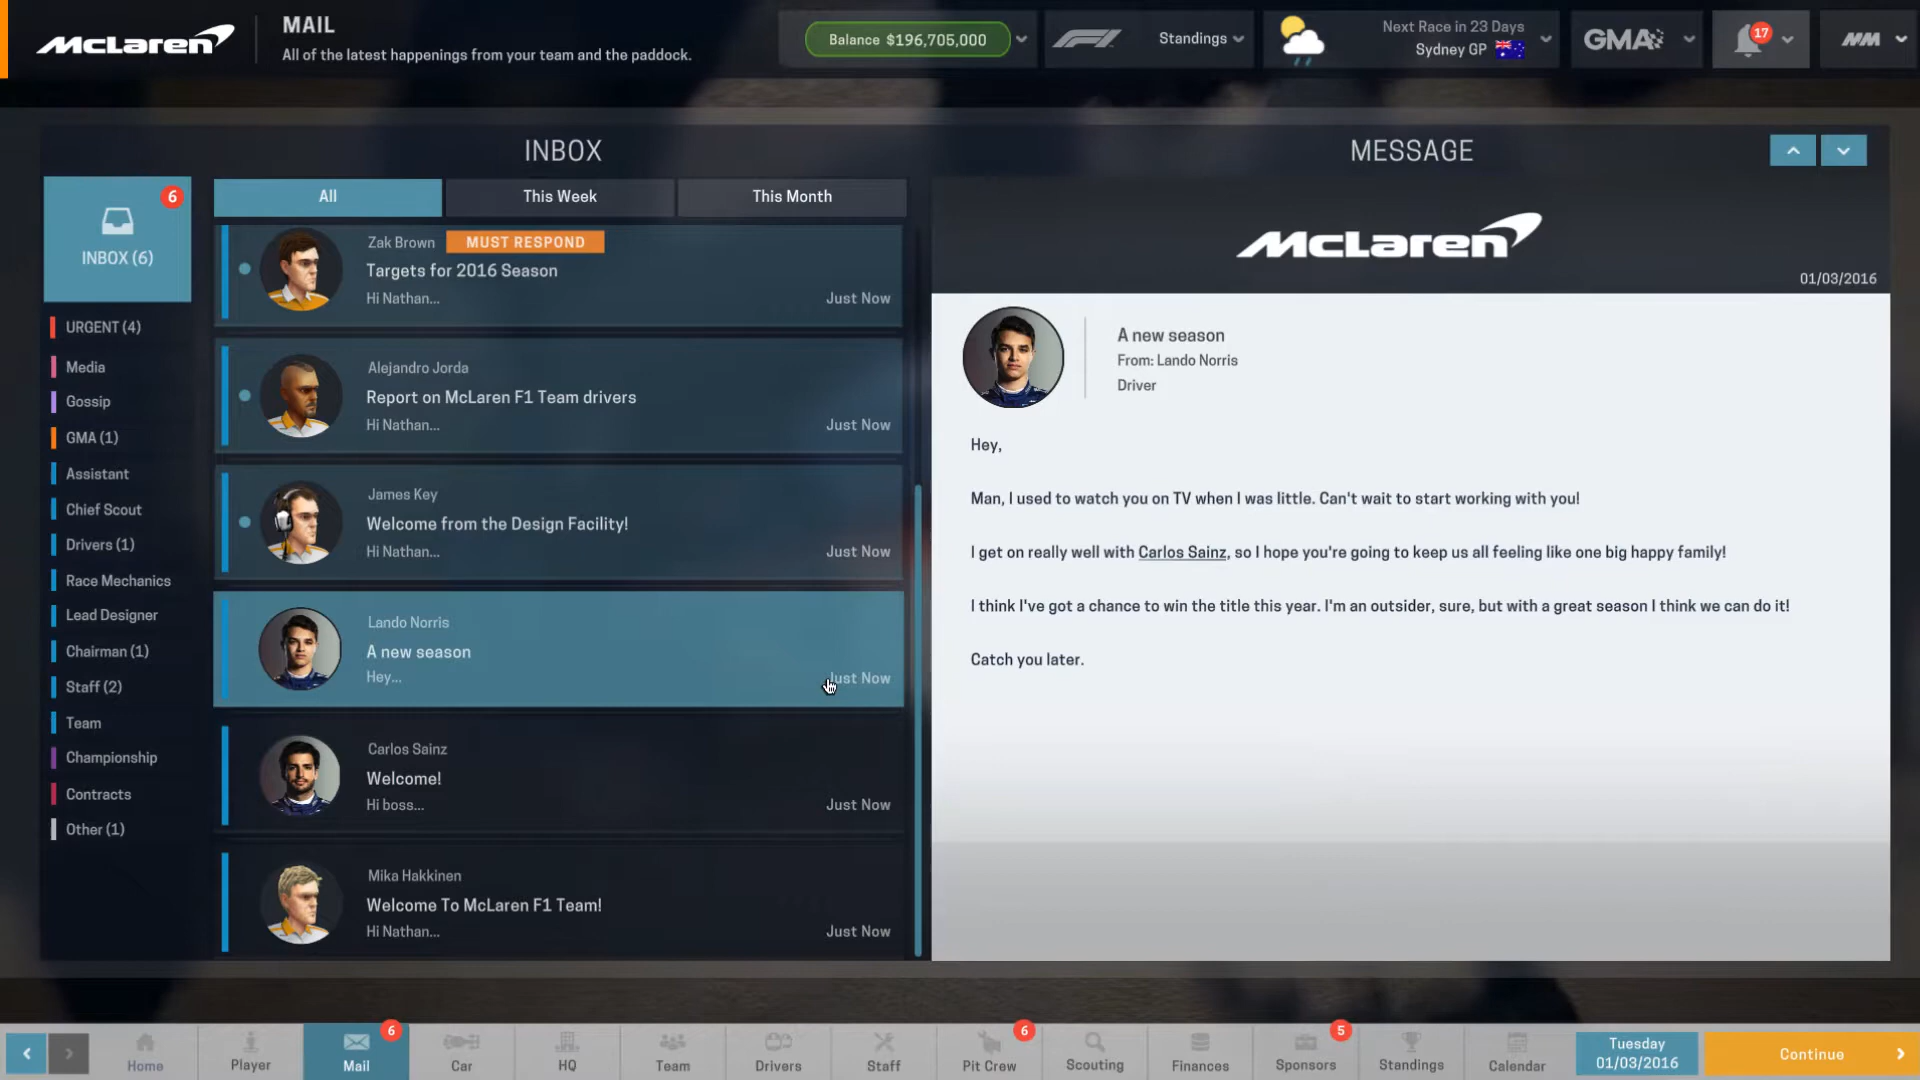 McLaren
MAIL
All of the latest happenings from your team and the paddock.
Balance $196,705,000
Standings
Next Race in 23 Days
Sydney GP
GMA
17
INBOX
MESSAGE
6
INBOX (6)
All
This Week
This Month
URGENT (4)
Media
Gossip
GMA (1)
Assistant
Chief Scout
Drivers (1)
Race Mechanics
Lead Designer
Chairman (1)
Staff (2)
Team
Championship
Contracts
Other (1)
Zak Brown
MUST RESPOND
Targets for 2016 Season
Hi Nathan...
Just Now
Alejandro Jorda
Report on McLaren F1 Team drivers
Hi Nathan...
Just Now
James Key
Welcome from the Design Facility!
Hi Nathan...
Just Now
Lando Norris
A new season
Hey...
Just Now
Carlos Sainz
Welcome!
Hi boss...
Just Now
Mika Hakkinen
Welcome To McLaren F1 Team!
Hi Nathan...
Just Now
McLaren
01/03/2016
A new season
From: Lando Norris
Driver
Hey,
Man, I used to watch you on TV when I was little. Can't wait to start working with you!
I get on really well with Carlos Sainz, so I hope you're going to keep us all feeling like one big happy family!
I think I've got a chance to win the title this year. I'm an outsider, sure, but with a great season I think we can do it!
Catch you later.
Home
Player
6
Mail
Car
HQ
Team
Drivers
Staff
6
Pit Crew
Scouting
Finances
5
Sponsors
Standings
Calendar
Tuesday
01/03/2016
Continue